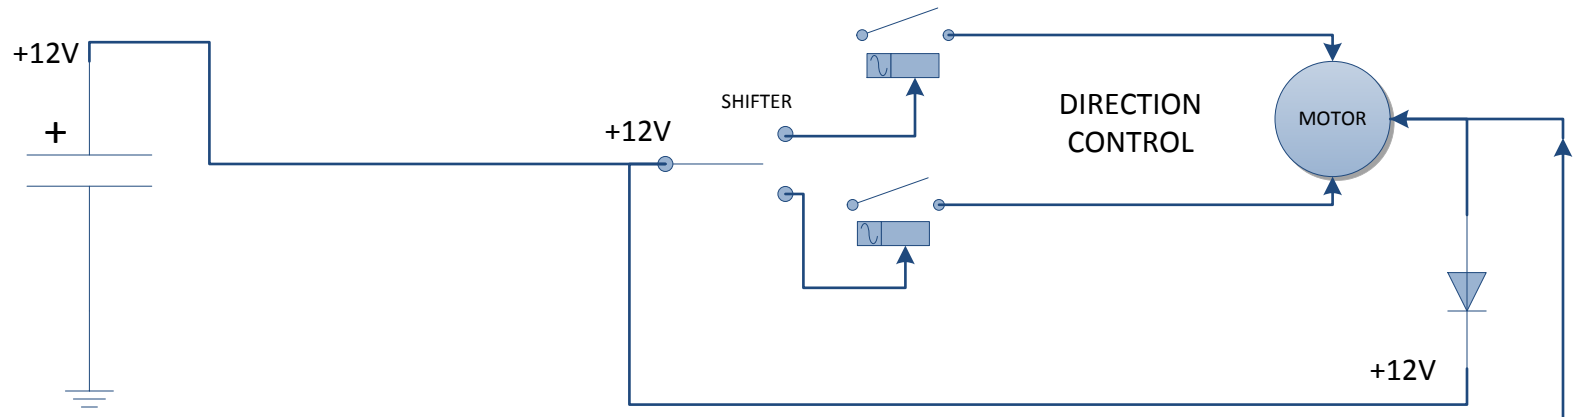 +12V
+
+12V
SHIFTER
DIRECTION
CONTROL
MOTOR
+12V